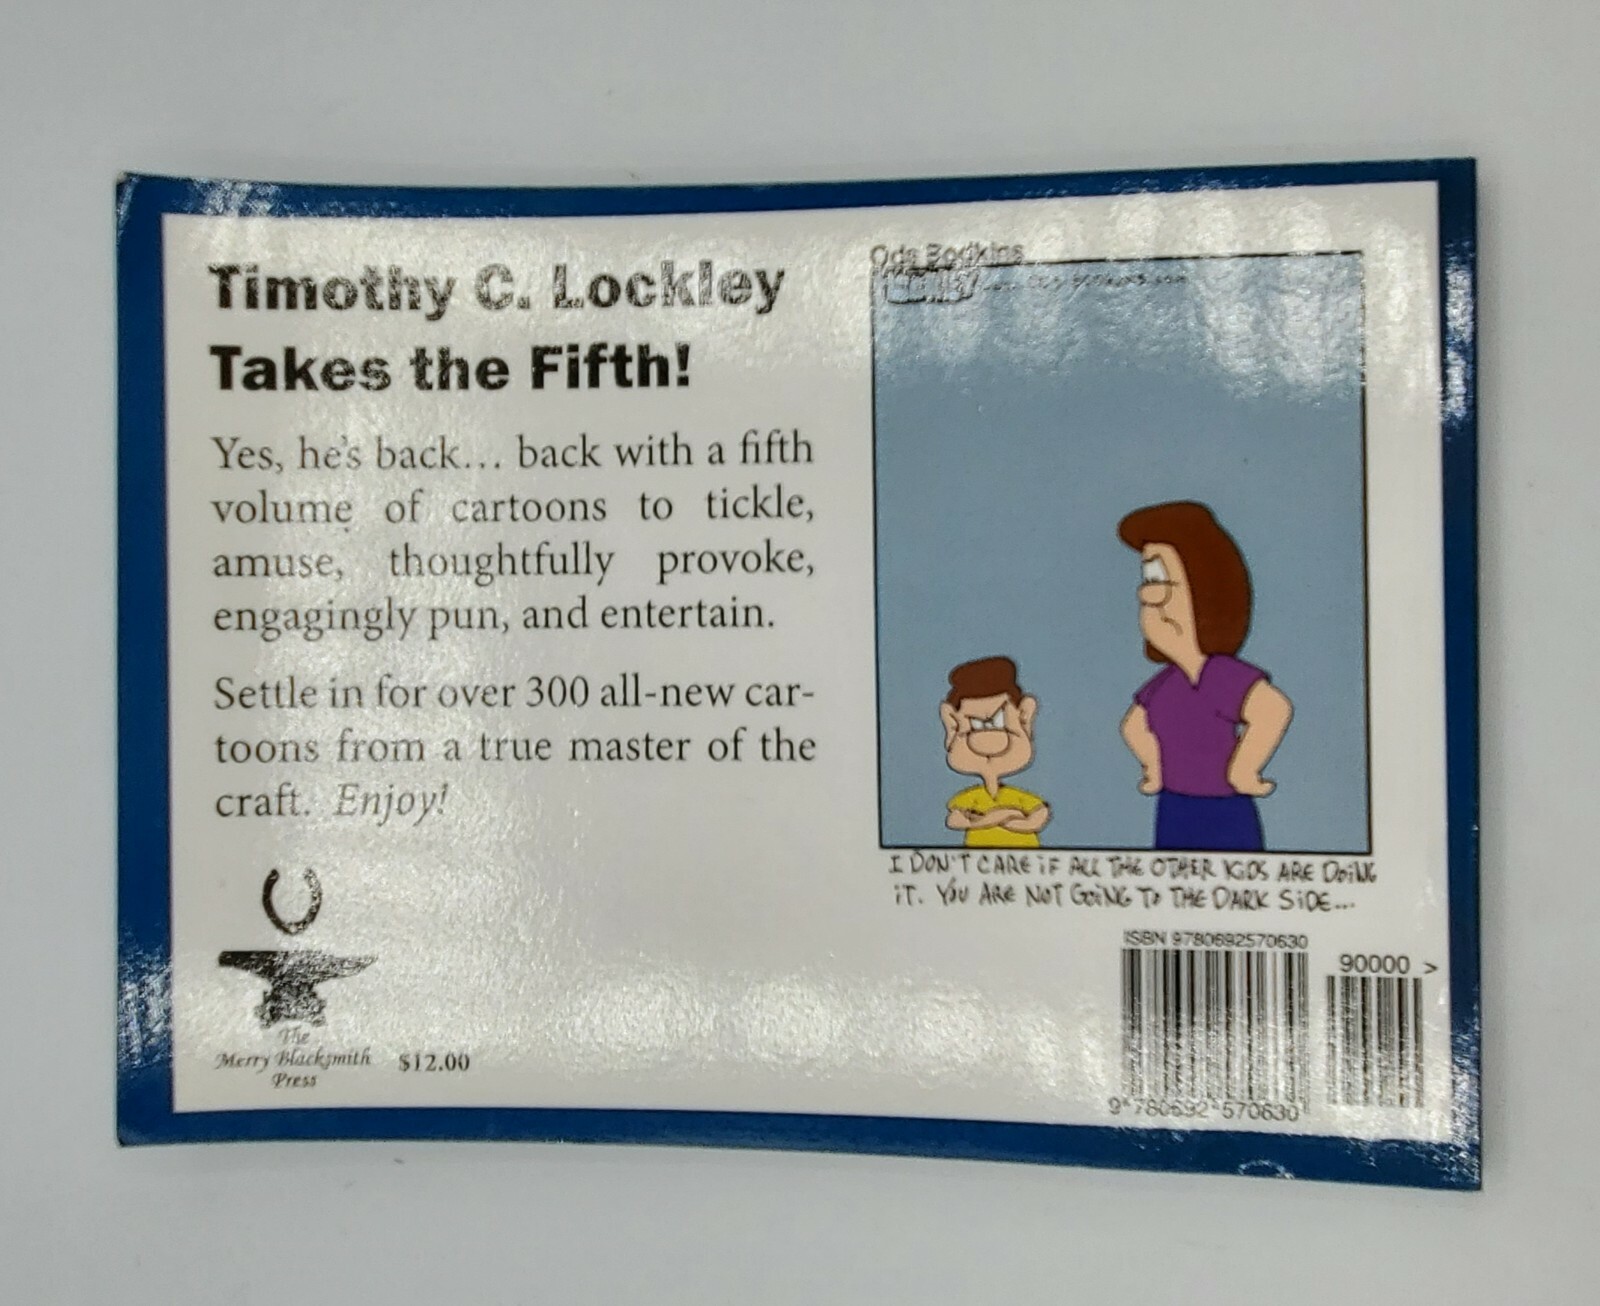 Timothy C. Lockley
Takes the Fifth!
Yes, he's back... back with a fifth
volume of cartoons to tickle,
amuse, thoughtfully provoke,
engagingly pun, and entertain.
Settle in for over 300 all-new car-
toons from a true master of the
craft. Enjoy!
The
Merry Blacksmith
Press
$12.00
Ods Bodkins
I DON'T CARE iF ALL THE OTHER KiDS ARE DOiNG
iT. YOU ARE NOT GOiNG TO THE DARK SiDE...
ISBN 9780692570630
90000 >
9 780692 570630